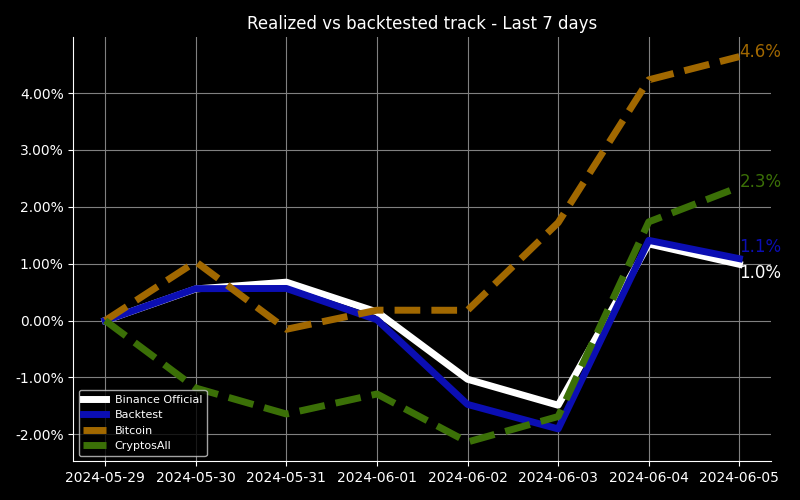 Realized vs backtested track - Last 7 days
4.6%
4.00%
3.00%
2.3%
2.00%
1.1%
1.00%
1.0%
0.00%
-1.00%
-2.00%
Binance Official
Backtest
Bitcoin
CryptosAll
2024-05-29 2024-05-30 2024-05-31 2024-06-01 2024-06-02 2024-06-03 2024-06-04 2024-06-05